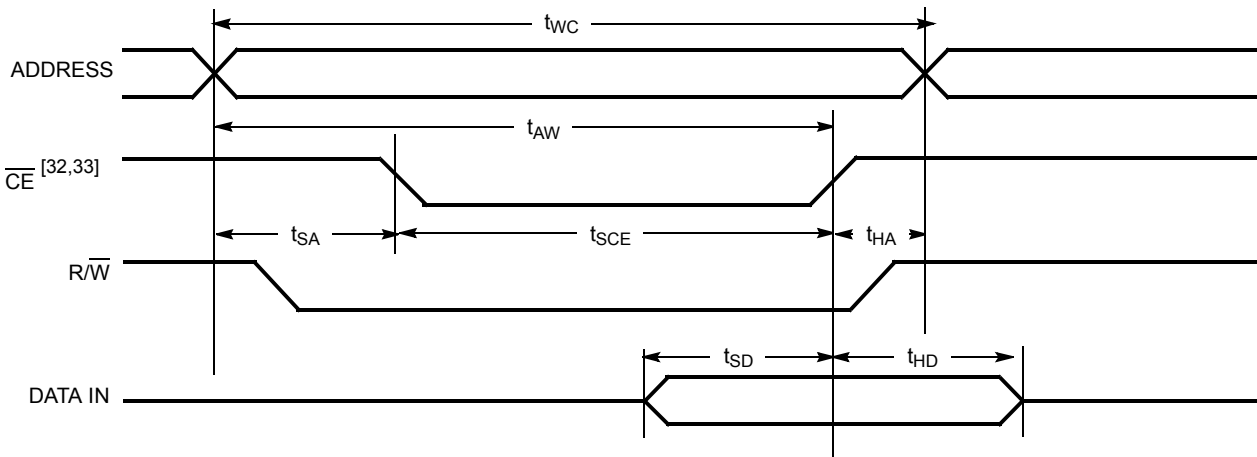 tWC
ADDRESS
tAW
CE [32,33]
tSA
tSCE
tHA
R/W
tSD
tHD
DATA IN